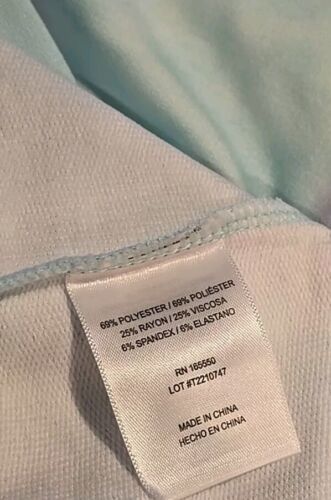 69% POLYESTER / 69% POLIÉSTER
25% RAYON / 25% VISCOSA
6% SPANDEX / 6% ELASTANO
RN 165550
LOT #T2210747
MADE IN CHINA
HECHO EN CHINA